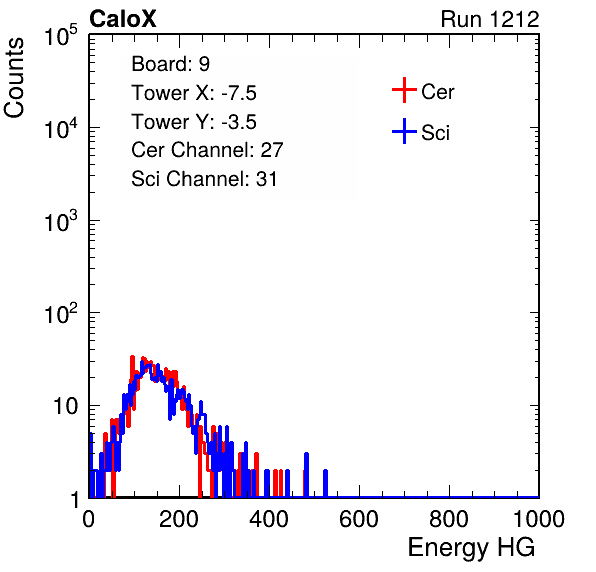 CaloX Run 1212
Counts
10^5
10^4
10^3
10^2
10
1
Board: 9
Tower X: -7.5
Tower Y: -3.5
Cer Channel: 27
Sci Channel: 31
Cer
Sci
0 200 400 600 800 1000
Energy HG